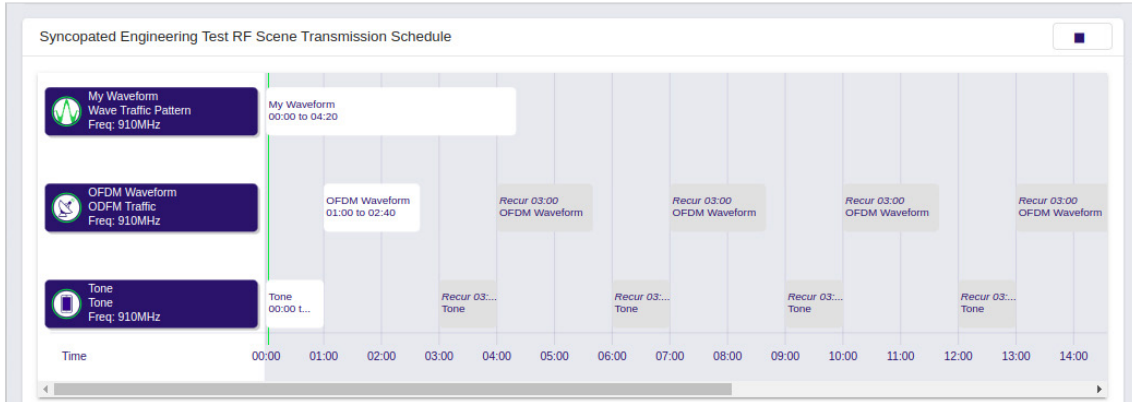 Syncopated Engineering Test RF Scene Transmission Schedule
My Waveform
Wave Traffic Pattern
Freq: 910MHz
My Waveform
00:00 to 04:20
OFDM Waveform
ODFM Traffic
Freq: 910MHz
OFDM Waveform
01:00 to 02:40
Recur 03:00
OFDM Waveform
Recur 03:00
OFDM Waveform
Recur 03:00
OFDM Waveform
Recur 03:00
OFDM Waveform
Tone
Tone
Freq: 910MHz
Tone
00:00 t...
Recur 03:...
Tone
Recur 03:...
Tone
Recur 03:...
Tone
Recur 03:...
Tone
Time 00:00 01:00 02:00 03:00 04:00 05:00 06:00 07:00 08:00 09:00 10:00 11:00 12:00 13:00 14:00